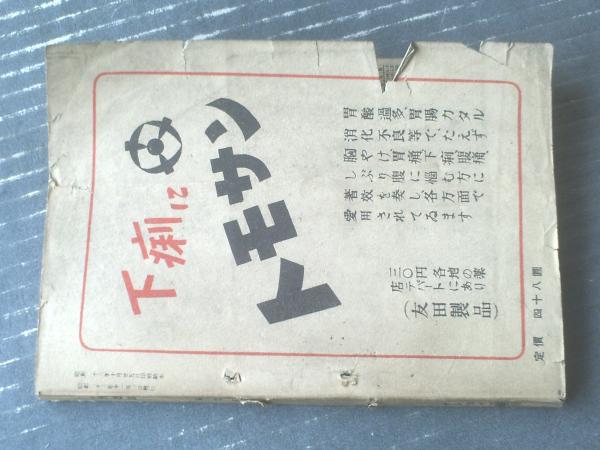 下痢に
トモサン
胃酸過多、胃腸カタル
消化不良等で、たえず
胸やけ、胃痛、下痢、腹痛、
しぶり腹に悩む方に
著效を奏し、各方面で
愛用されてゐます
三〇円各地の薬
店デパートにあり
(友田製品)
定價 四十八圓